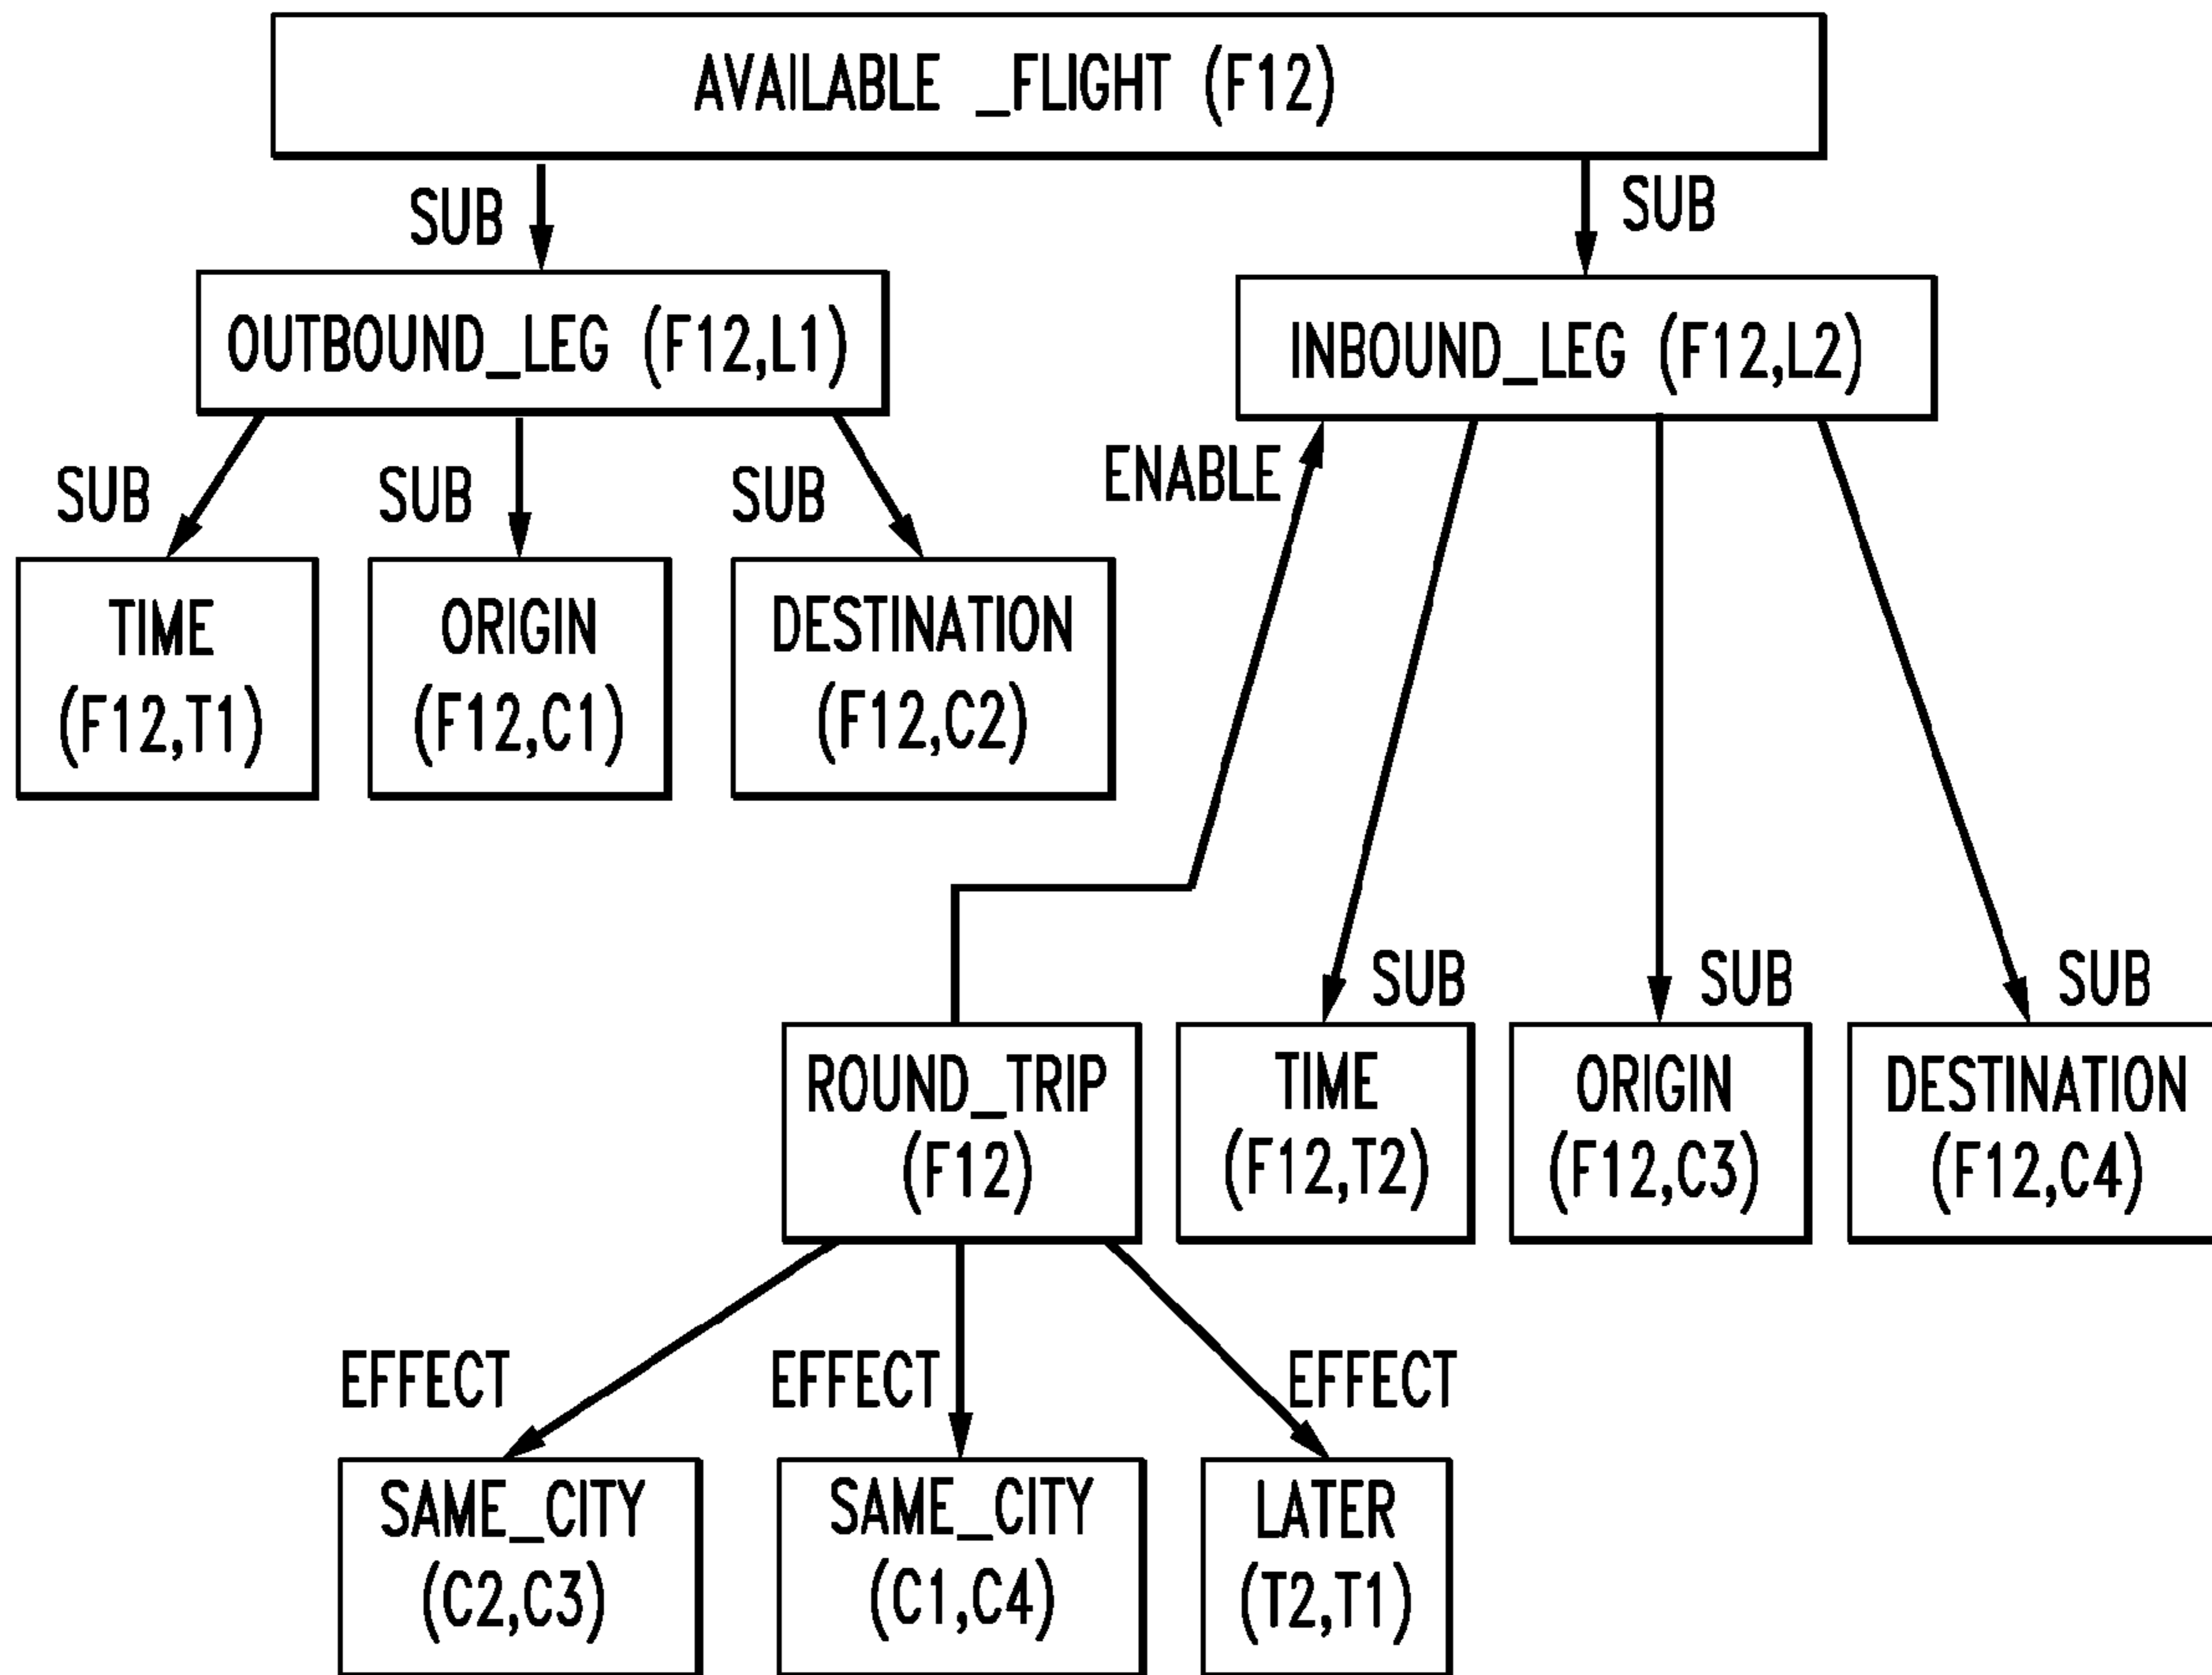 AVAILABLE _FLIGHT (F12)
SUB
SUB
OUTBOUND_LEG (F12,L1)
INBOUND_LEG (F12,L2)
SUB
SUB
SUB
ENABLE
TIME
(F12,T1)
ORIGIN
(F12,C1)
DESTINATION
(F12,C2)
SUB
SUB
SUB
ROUND_TRIP
(F12)
TIME
(F12,T2)
ORIGIN
(F12,C3)
DESTINATION
(F12,C4)
EFFECT
EFFECT
EFFECT
SAME_CITY
(C2,C3)
SAME_CITY
(C1,C4)
LATER
(T2,T1)